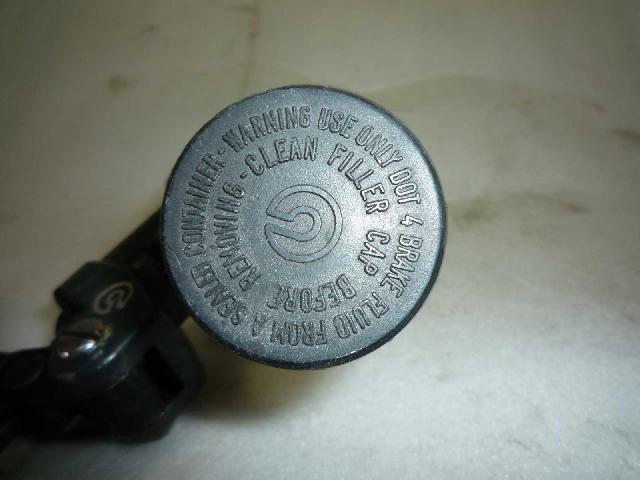 WARNING USE ONLY DOT 4 BRAKE FLUID FROM A SEALED CONTAINER-
CLEAN FILLER CAP BEFORE REMOVING -